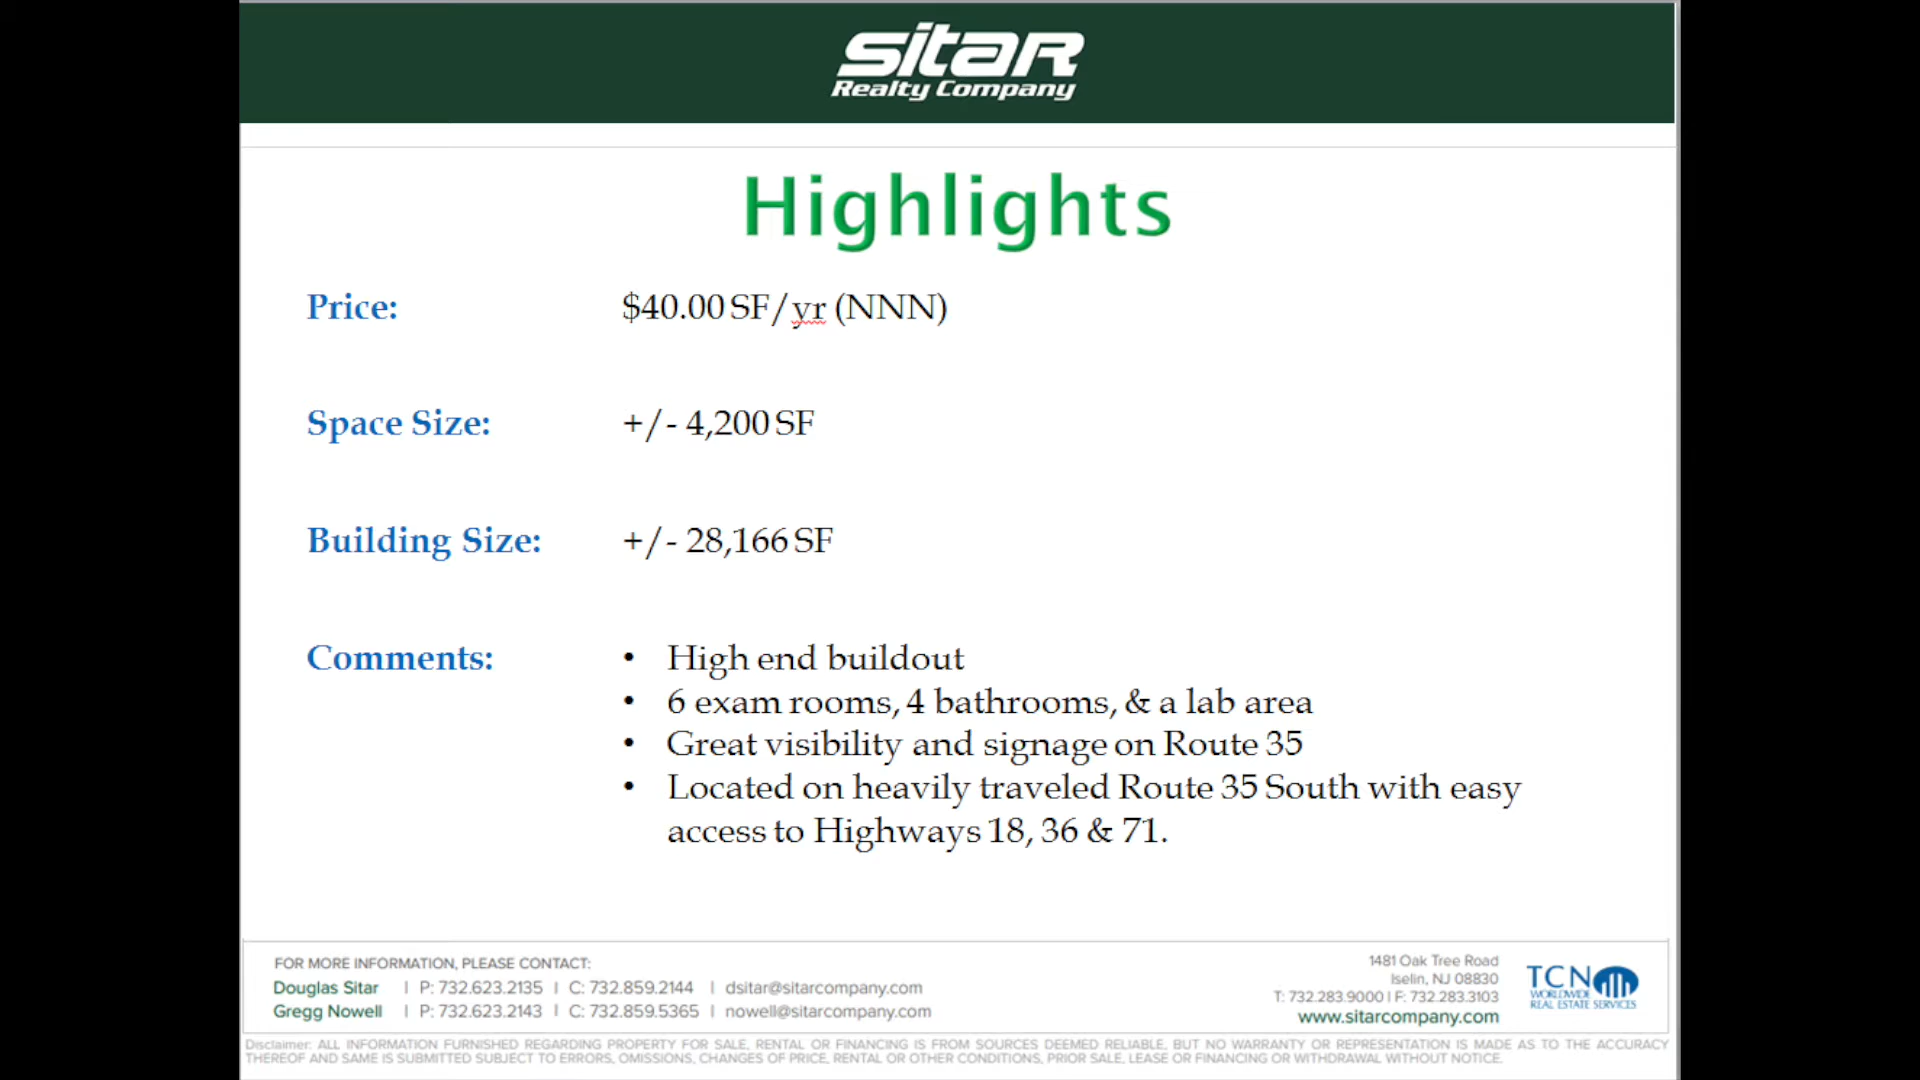 sitar
Realty Company
Highlights
Price: $40.00 SF/yr (NNN)
Space Size: +/- 4,200 SF
Building Size: +/- 28,166 SF
Comments: • High end buildout
• 6 exam rooms, 4 bathrooms, & a lab area
• Great visibility and signage on Route 35
• Located on heavily traveled Route 35 South with easy
access to Highways 18, 36 & 71.
FOR MORE INFORMATION, PLEASE CONTACT:
Douglas Sitar | P: 732.623.2135 | C: 732.859.2144 | dsitar@sitarcompany.com
Gregg Nowell | P: 732.623.2143 | C: 732.859.5365 | nowell@sitarcompany.com
1481 Oak Tree Road
Iselin, NJ 08830
T: 732.283.9000 | F: 732.283.3103
www.sitarcompany.com
TCN
WORLDWIDE
REAL ESTATE SERVICES
Disclaimer: ALL INFORMATION FURNISHED REGARDING PROPERTY FOR SALE, RENTAL OR FINANCING IS FROM SOURCES DEEMED RELIABLE, BUT NO WARRANTY OR REPRESENTATION IS MADE AS TO THE ACCURACY
THEREOF AND SAME IS SUBMITTED SUBJECT TO ERRORS, OMISSIONS, CHANGES OF PRICE, RENTAL OR OTHER CONDITIONS, PRIOR SALE, LEASE OR FINANCING OR WITHDRAWAL WITHOUT NOTICE.